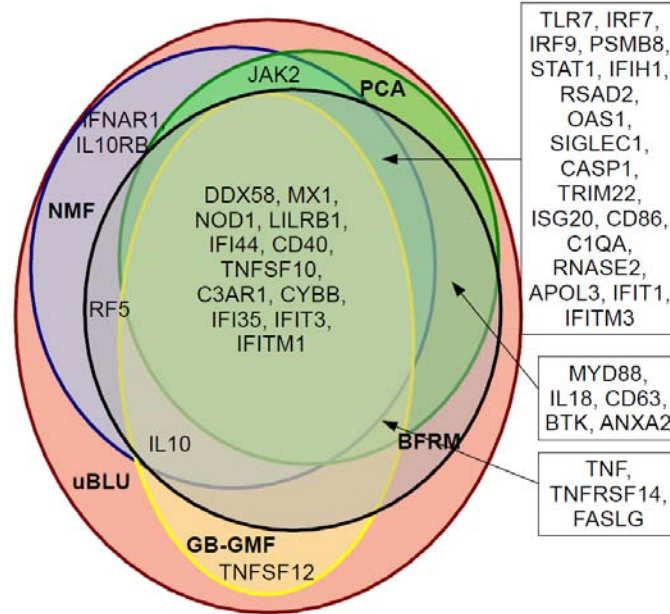 JAK2
PCA
IFNAR1,
IL10RB
NMF
DDX58, MX1,
NOD1, LILRB1,
IFI44, CD40,
TNFSF10,
C3AR1, CYBB,
IFI35, IFIT3,
IFITM1
RF5
IL10
BFRM
uBLU
GB-GMF
TNFSF12
TLR7, IRF7,
IRF9, PSMB8,
STAT1, IFIH1,
RSAD2,
OAS1,
SIGLEC1,
CASP1,
TRIM22,
ISG20, CD86,
C1QA,
RNASE2,
APOL3, IFIT1,
IFITM3
MYD88,
IL18, CD63,
BTK, ANXA2
TNF,
TNFRSF14,
FASLG